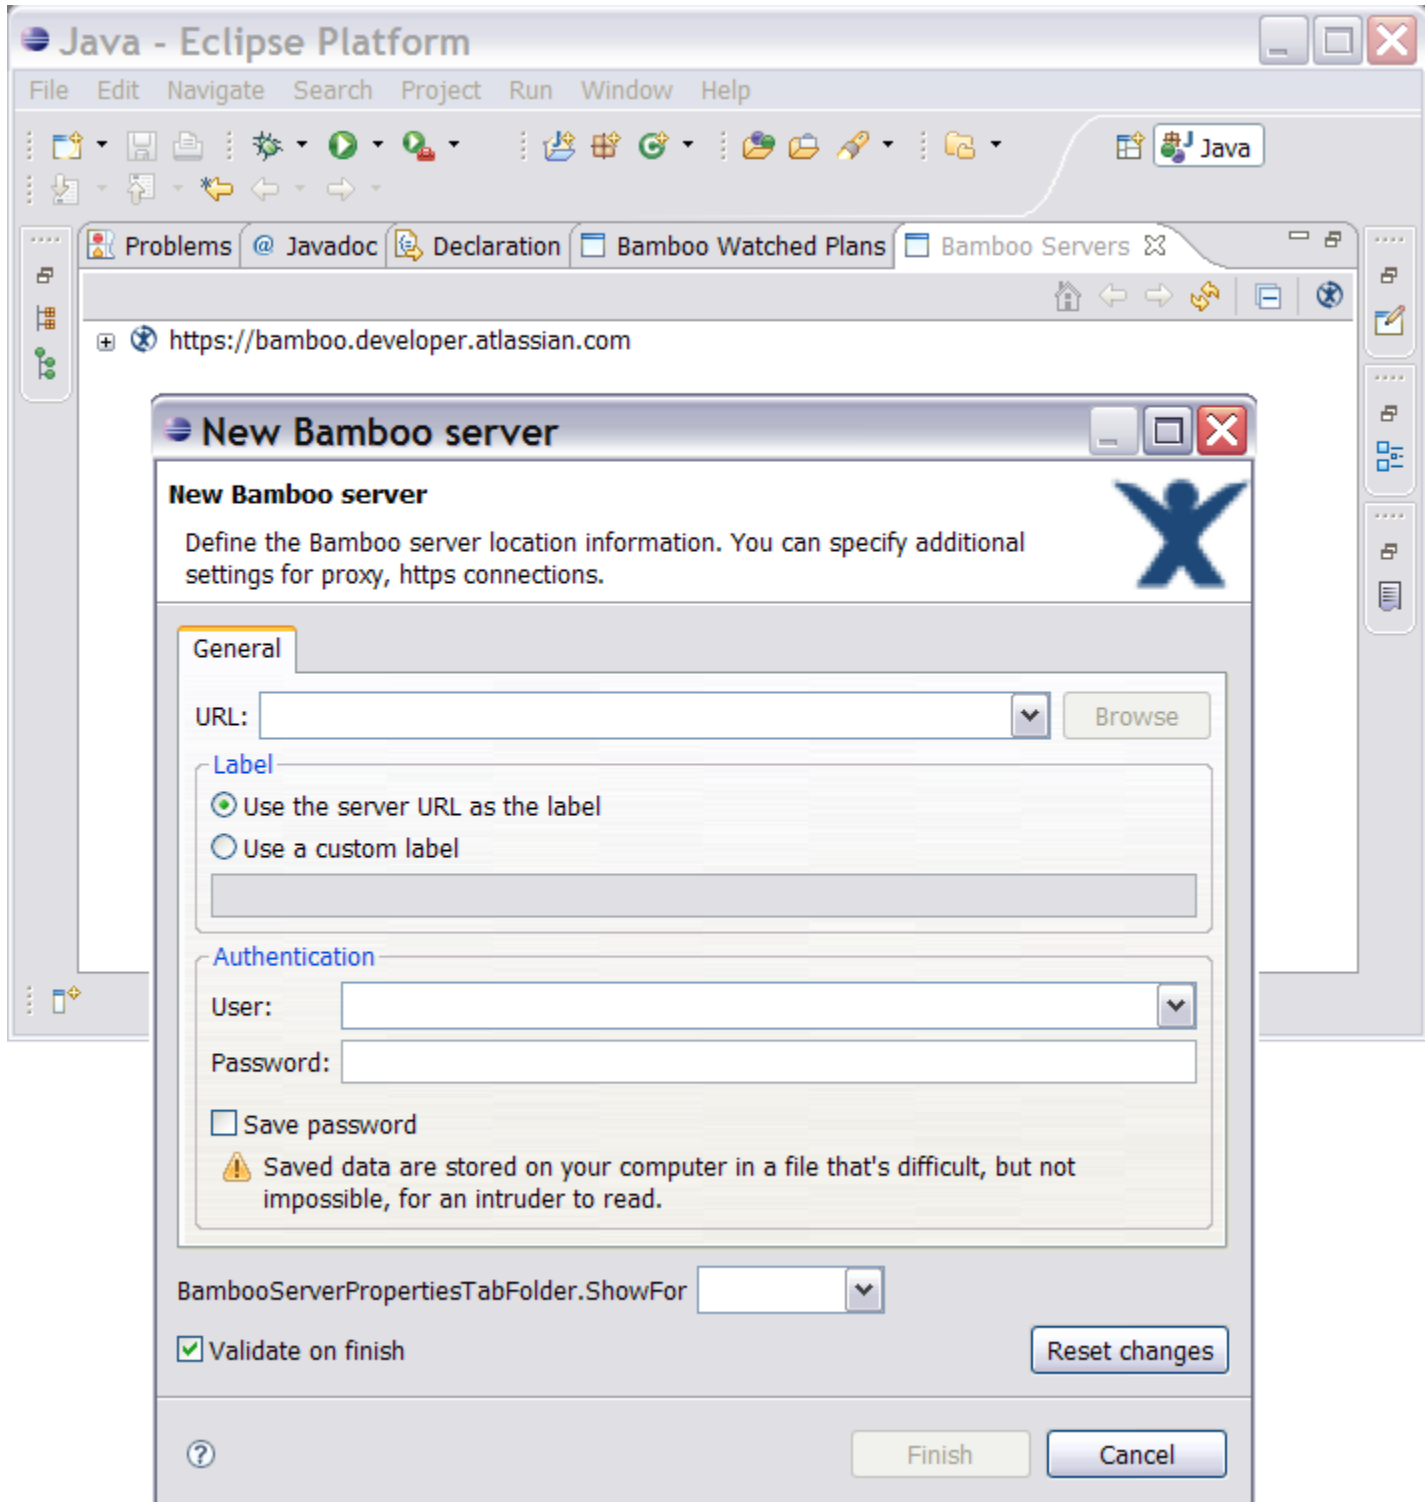 Java - Eclipse Platform
File Edit Navigate Search Project Run Window Help
Java
Problems @ Javadoc Declaration Bamboo Watched Plans Bamboo Servers
https://bamboo.developer.atlassian.com
New Bamboo server
New Bamboo server
Define the Bamboo server location information. You can specify additional
settings for proxy, https connections.
General
URL: Browse
Label
Use the server URL as the label
Use a custom label
Authentication
User:
Password:
Save password
Saved data are stored on your computer in a file that's difficult, but not
impossible, for an intruder to read.
BambooServerPropertiesTabFolder.ShowFor
Validate on finish Reset changes
? Finish Cancel